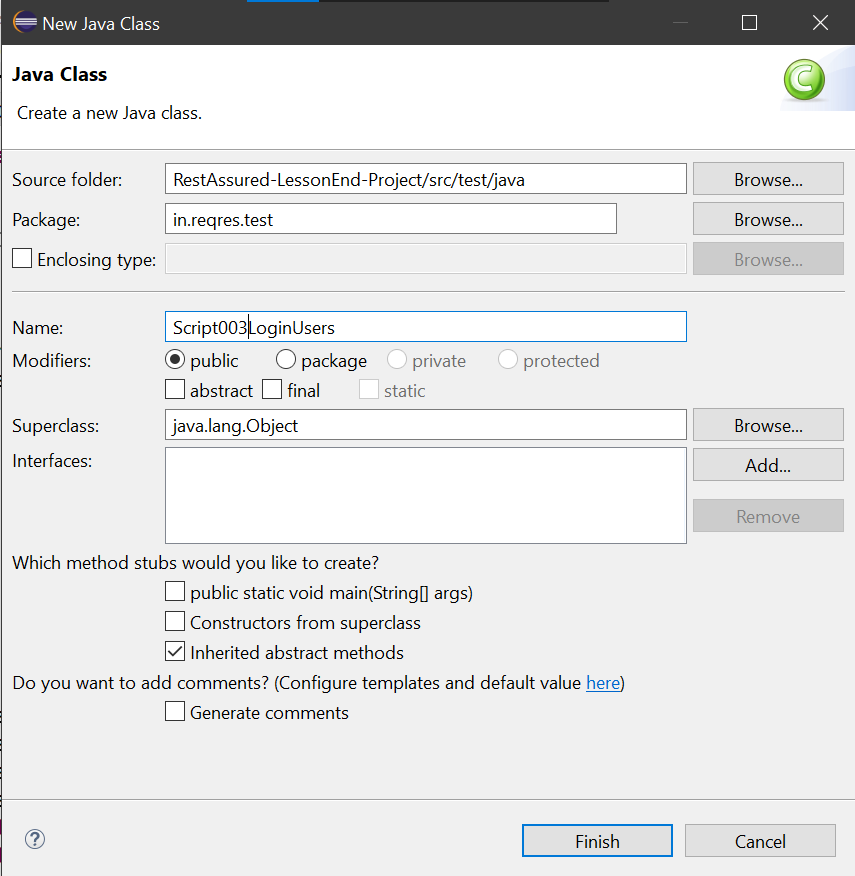 New Java Class
Java Class
Create a new Java class.
Source folder: RestAssured-LessonEnd-Project/src/test/java Browse...
Package: in.reqres.test Browse...
Enclosing type: Browse...
Name: Script003LoginUsers
Modifiers: public package private protected
abstract final static
Superclass: java.lang.Object Browse...
Interfaces: Add...
Remove
Which method stubs would you like to create?
public static void main(String[] args)
Constructors from superclass
Inherited abstract methods
Do you want to add comments? (Configure templates and default value here)
Generate comments
? Finish Cancel